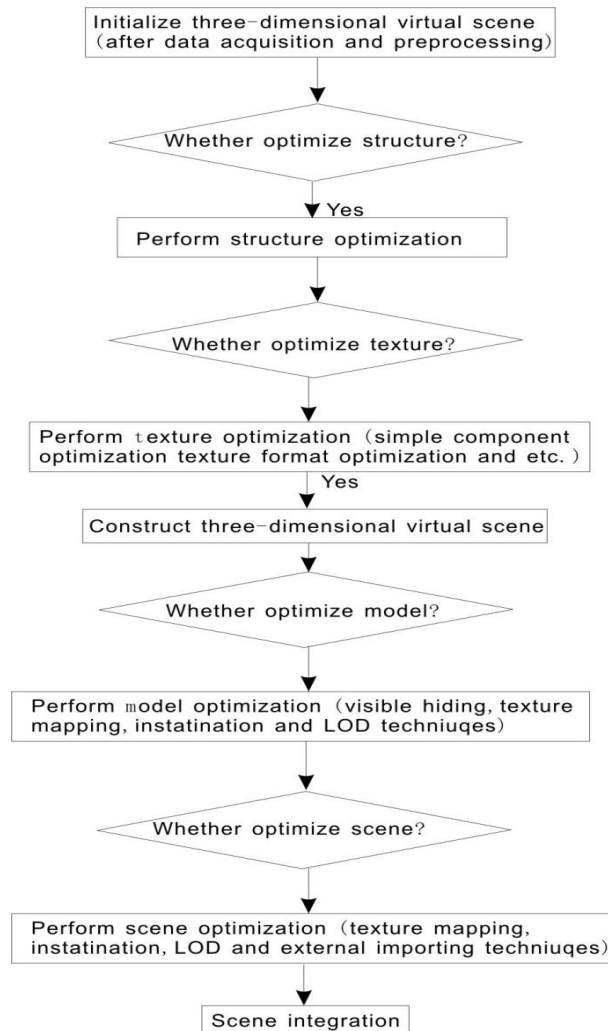 Initialize three-dimensional virtual scene
(after data acquisition and preprocessing)
Whether optimize structure?
Yes
Perform structure optimization
Whether optimize texture?
Perform texture optimization (simple component
optimization texture format optimization and etc.)
Yes
Construct three-dimensional virtual scene
Whether optimize model?
Perform model optimization (visible hiding, texture
mapping, instatination and LOD techniuqes)
Whether optimize scene?
Perform scene optimization (texture mapping,
instatination, LOD and external importing techniuqes)
Scene integration